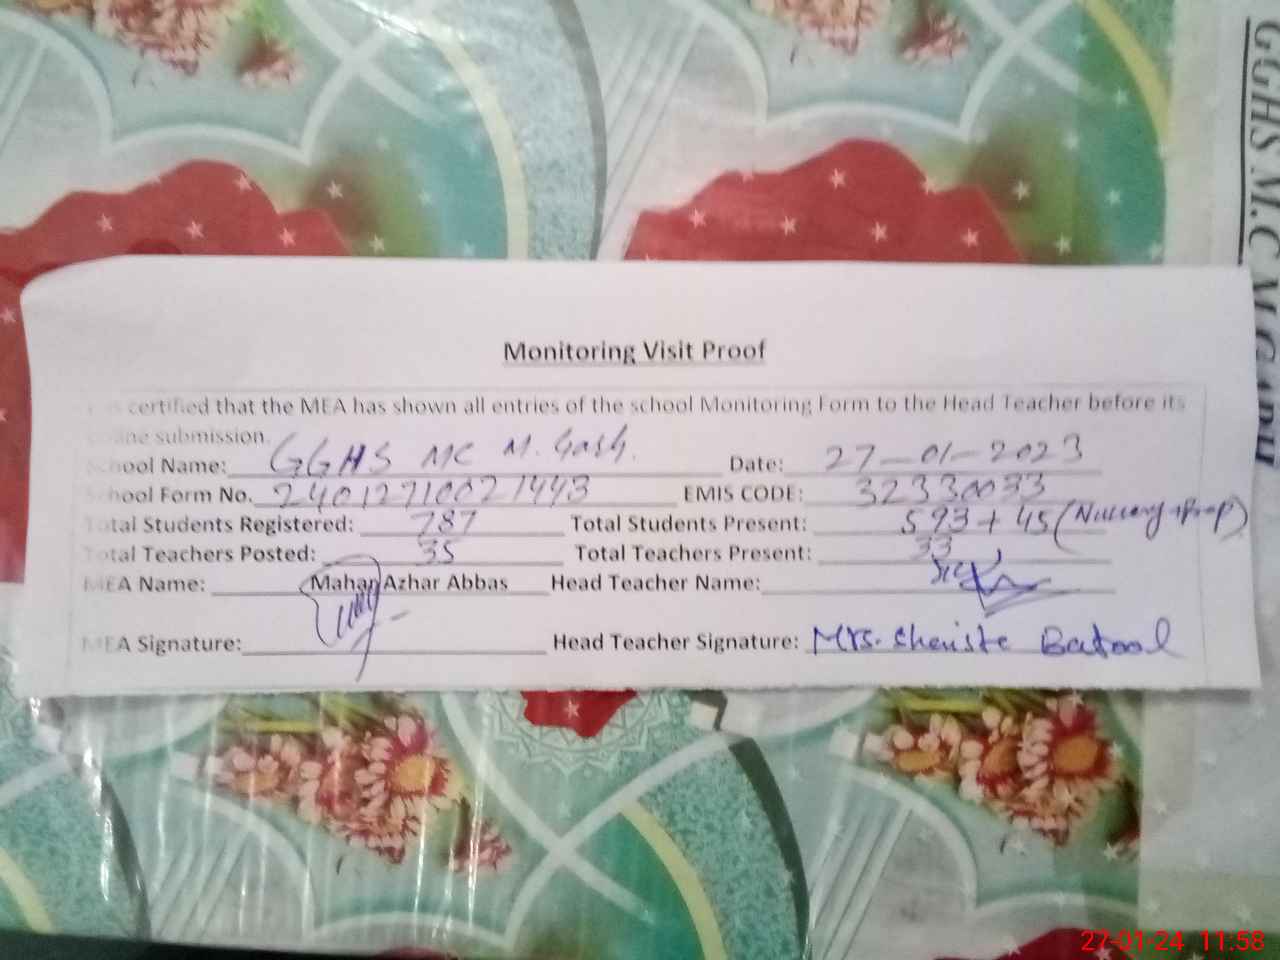 Monitoring Visit Proof
certified that the MEA has shown all entries of the school Monitoring Form to the Head Teacher before its
submission.
School Name: GGHS MC M. Garh. Date: 27-01-2023
School Form No. 24012710021443 EMIS CODE: 32330033
Total Students Registered: 787 Total Students Present: 593 + 45 (Nursery + Prep)
Total Teachers Posted: 35 Total Teachers Present: 33
MEA Name: Mahar Azhar Abbas Head Teacher Name:
MEA Signature: Head Teacher Signature: Mrs. Batool
GGHS M.C M.GARH
27-01-24 11:58